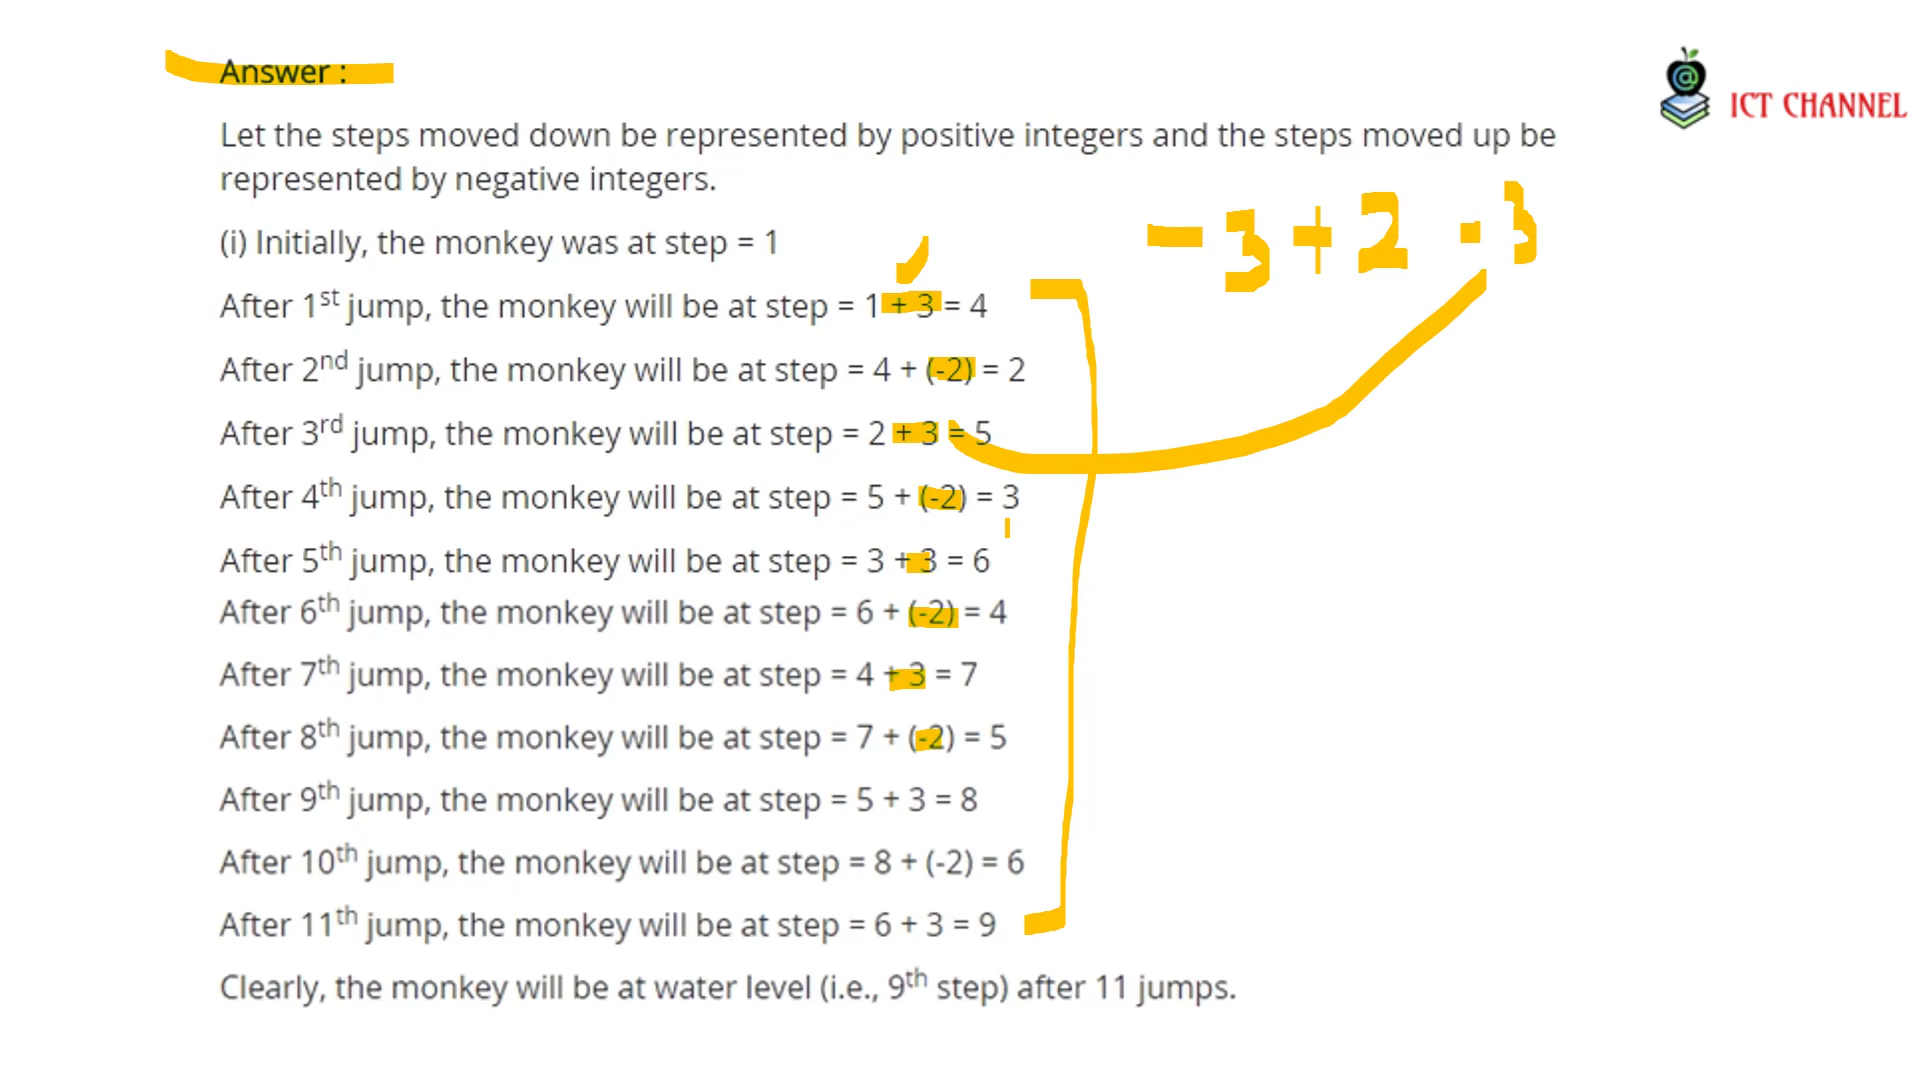 Answer :
ICT CHANNEL
Let the steps moved down be represented by positive integers and the steps moved up be
represented by negative integers.
- 3 + 2 - 3
(i) Initially, the monkey was at step = 1
After 1st jump, the monkey will be at step = 1 + 3 = 4
After 2nd jump, the monkey will be at step = 4 + (-2) = 2
After 3rd jump, the monkey will be at step = 2 + 3 = 5
After 4th jump, the monkey will be at step = 5 + (-2) = 3
After 5th jump, the monkey will be at step = 3 + 3 = 6
After 6th jump, the monkey will be at step = 6 + (-2) = 4
After 7th jump, the monkey will be at step = 4 + 3 = 7
After 8th jump, the monkey will be at step = 7 + (-2) = 5
After 9th jump, the monkey will be at step = 5 + 3 = 8
After 10th jump, the monkey will be at step = 8 + (-2) = 6
After 11th jump, the monkey will be at step = 6 + 3 = 9
Clearly, the monkey will be at water level (i.e., 9th step) after 11 jumps.